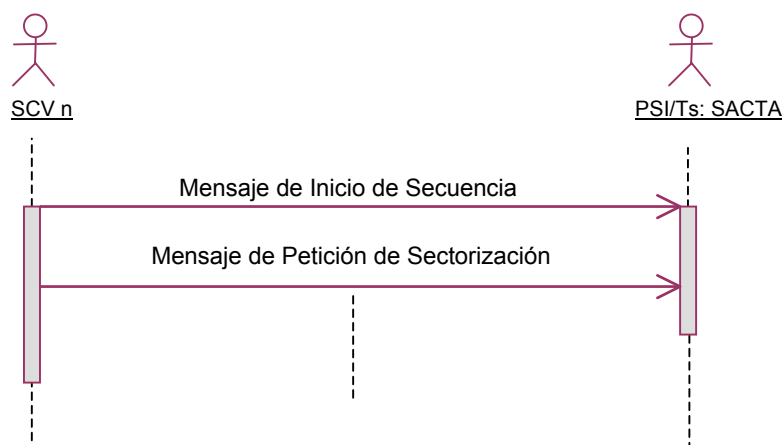 SCV n
PSI/Ts: SACTA
Mensaje de Inicio de Secuencia
Mensaje de Petición de Sectorización